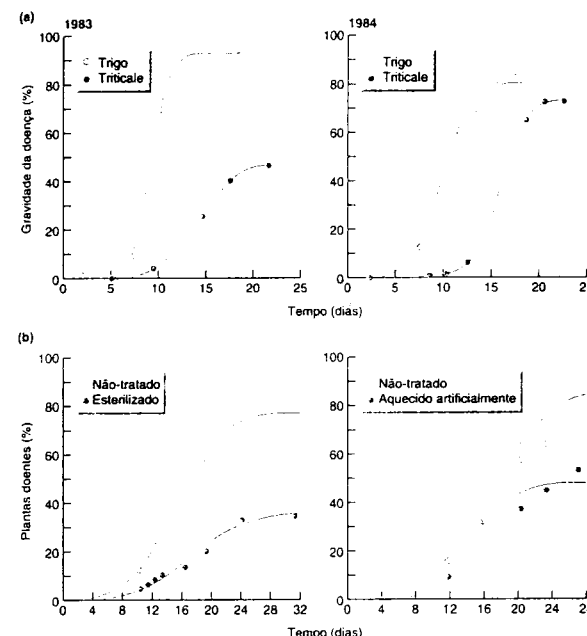 (a)
1983
Gravidade da doença (%)
100
80
60
40
20
0
Trigo
Triticale
0 5 10 15 20 25
1984
100
80
60
40
20
0
Trigo
Triticale
0 5 10 15 20
Tempo (dias)
(b)
Plantas doentes (%)
100
80
60
40
20
0
Não-tratado
Esterilizado
0 4 8 12 16 20 24 28 32
100
80
60
40
20
0
Não-tratado
Aquecido artificialmente
0 4 8 12 16 20 24
Tempo (dias)